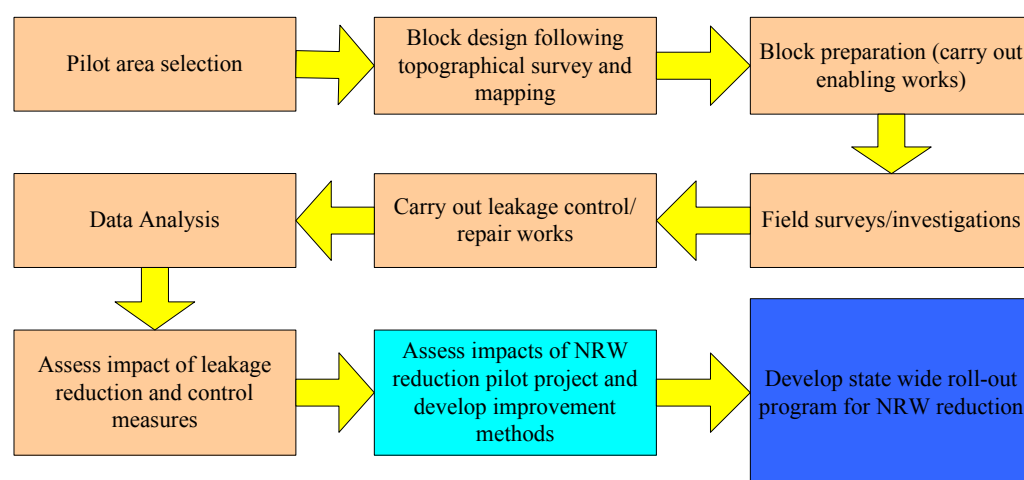 Pilot area selection
Block design following
topographical survey and
mapping
Block preparation (carry out
enabling works)
Field surveys/investigations
Carry out leakage control/
repair works
Data Analysis
Assess impact of leakage
reduction and control
measures
Assess impacts of NRW
reduction pilot project and
develop improvement
methods
Develop state wide roll-out
program for NRW reduction